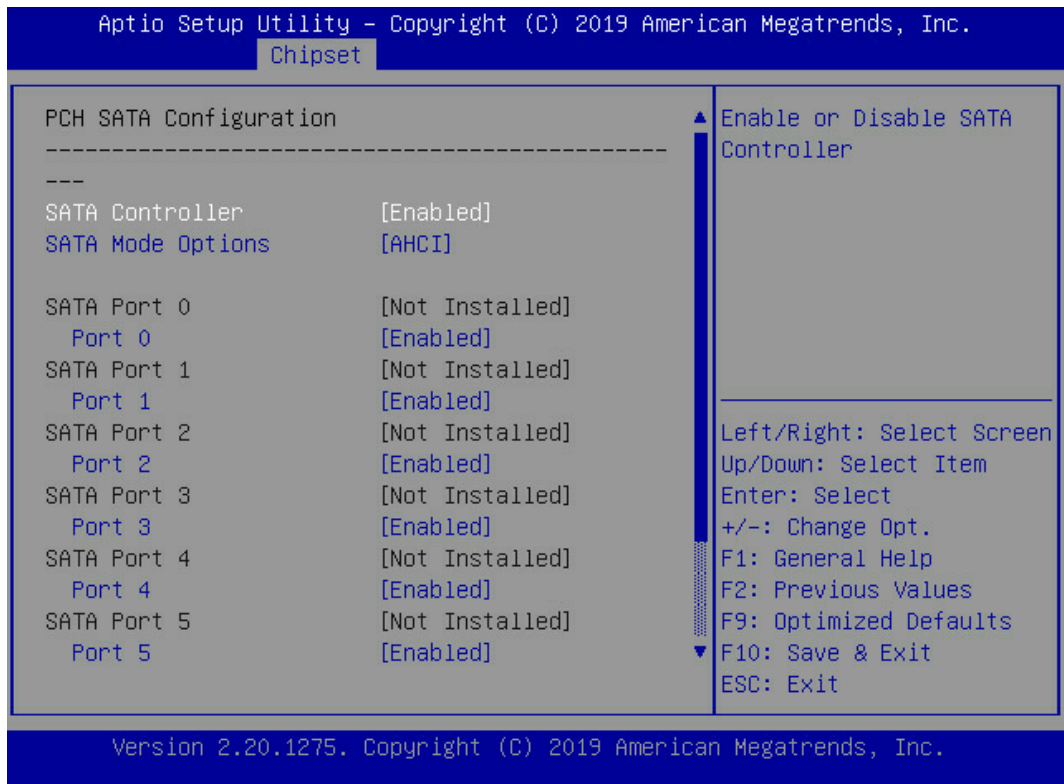 Aptio Setup Utility – Copyright (C) 2019 American Megatrends, Inc.
Chipset
PCH SATA Configuration
-----------------------------------------------
---
SATA Controller [Enabled]
SATA Mode Options [AHCI]
SATA Port 0 [Not Installed]
Port 0 [Enabled]
SATA Port 1 [Not Installed]
Port 1 [Enabled]
SATA Port 2 [Not Installed]
Port 2 [Enabled]
SATA Port 3 [Not Installed]
Port 3 [Enabled]
SATA Port 4 [Not Installed]
Port 4 [Enabled]
SATA Port 5 [Not Installed]
Port 5 [Enabled]
Enable or Disable SATA
Controller
Left/Right: Select Screen
Up/Down: Select Item
Enter: Select
+/-: Change Opt.
F1: General Help
F2: Previous Values
F9: Optimized Defaults
F10: Save & Exit
ESC: Exit
Version 2.20.1275. Copyright (C) 2019 American Megatrends, Inc.